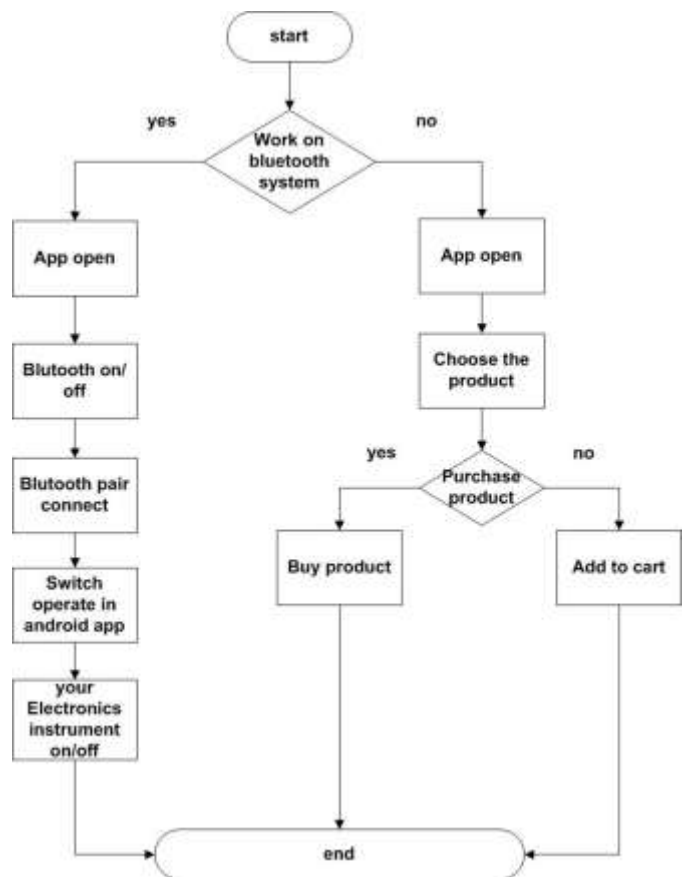 start
yes
no
Work on
bluetooth
system
App open
App open
Blutooth on/
off
Choose the
product
yes
no
Blutooth pair
connect
Purchase
product
Buy product
Add to cart
Switch
operate in
android app
your
Electronics
instrument
on/off
end